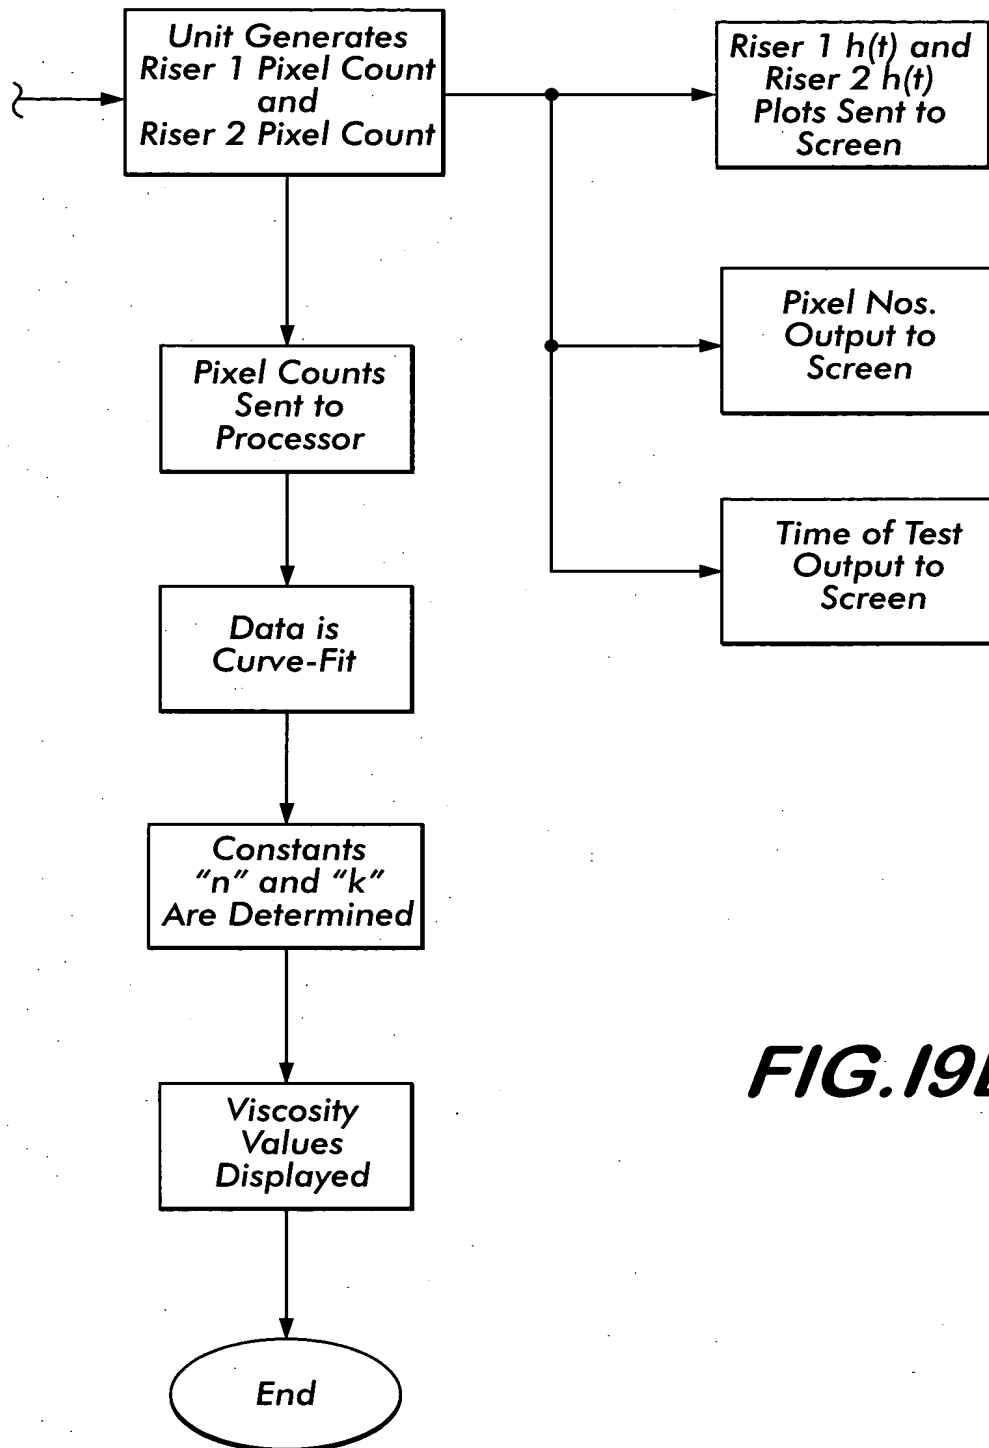 Unit Generates
Riser 1 Pixel Count
and
Riser 2 Pixel Count
Riser 1 h(t) and
Riser 2 h(t)
Plots Sent to
Screen
Pixel Nos.
Output to
Screen
Time of Test
Output to
Screen
Pixel Counts
Sent to
Processor
Data is
Curve-Fit
Constants
"n" and "k"
Are Determined
Viscosity
Values
Displayed
End